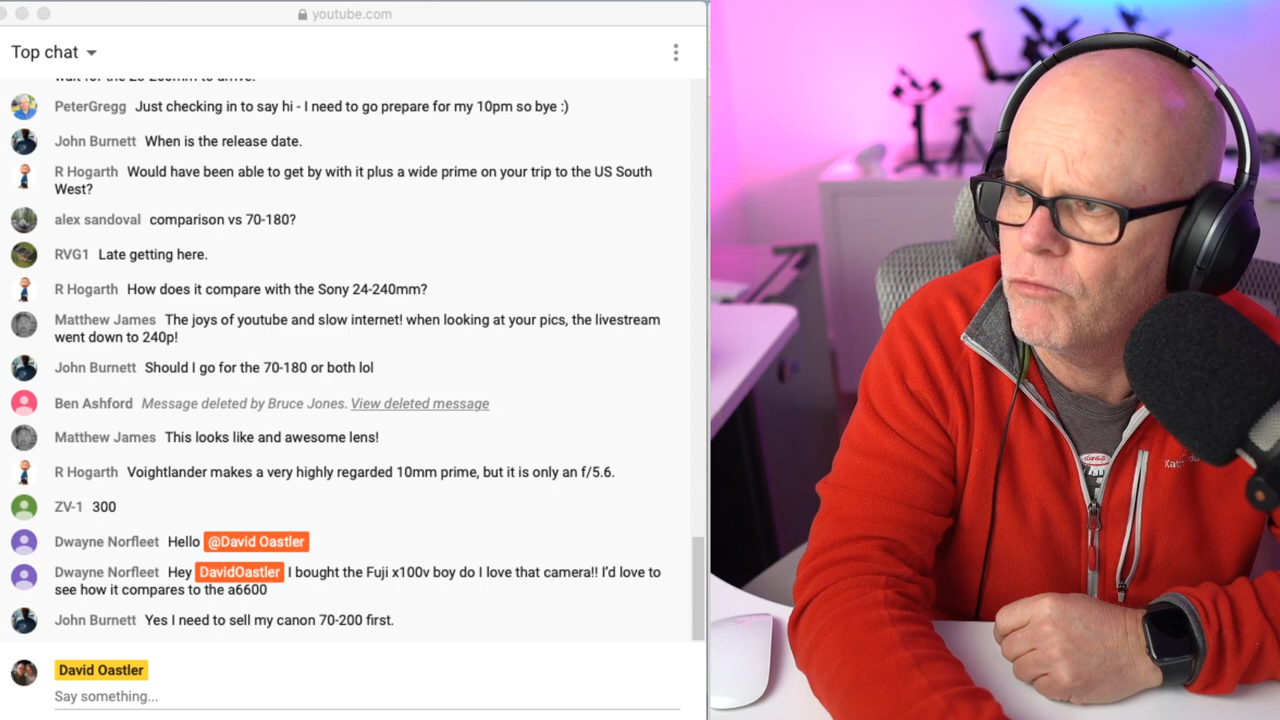 youtube.com
Top chat
wait for the 28-200mm to arrive.
PeterGregg Just checking in to say hi - I need to go prepare for my 10pm so bye :)
John Burnett When is the release date.
R Hogarth Would have been able to get by with it plus a wide prime on your trip to the US South
West?
alex sandoval comparison vs 70-180?
RVG1 Late getting here.
R Hogarth How does it compare with the Sony 24-240mm?
Matthew James The joys of youtube and slow internet! when looking at your pics, the livestream
went down to 240p!
John Burnett Should I go for the 70-180 or both lol
Ben Ashford Message deleted by Bruce Jones. View deleted message
Matthew James This looks like and awesome lens!
R Hogarth Voightlander makes a very highly regarded 10mm prime, but it is only an f/5.6.
ZV-1 300
Dwayne Norfleet Hello @David Oastler
Dwayne Norfleet Hey DavidOastler I bought the Fuji x100v boy do I love that camera!! I'd love to
see how it compares to the a6600
John Burnett Yes I need to sell my canon 70-200 first.
David Oastler
Say something...